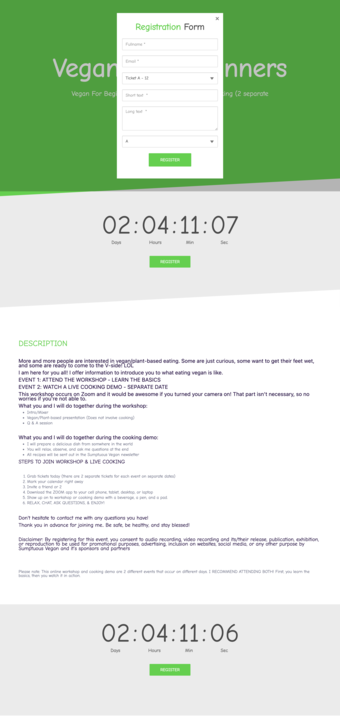 ×
Registration Form
Fullname *
Email *
Ticket A - ()
Short text *
Long text *
A
REGISTER
Vegan nners
Vegan For Begi ing (2 separate
02:04:11:07
Days Hours Min Sec
REGISTER
DESCRIPTION
More and more people are interested in vegan/plant-based eating. Some are just curious, some want to get their feet wet,
and some are ready to come to the V-side! LOL
I am here for you all! I offer information to introduce you to what eating vegan is like.
EVENT 1: ATTEND THE WORKSHOP - LEARN THE BASICS
EVENT 2: WATCH A LIVE COOKING DEMO - SEPARATE DATE
This workshop occurs on Zoom and it would be awesome if you turned your camera on! That part isn't necessary, so no
worries if you're not able to.
What you and I will do together during the workshop:
Intro/Mixer
Vegan/Plant-based presentation (Does not involve cooking)
Q & A session
What you and I will do together during the cooking demo:
I will prepare a delicious dish from somewhere in the world
You will relax, observe, and ask me questions at the end
All recipes will be sent out in the Sumptuous Vegan newsletter
STEPS TO JOIN WORKSHOP & LIVE COOKING
1. Grab tickets today (there are 2 separate tickets for each event on separate dates)
2. Mark your calendar right away
3. Invite a friend or 2
4. Download the ZOOM app to your cell phone, tablet, desktop, or laptop
5. Show up on to workshop or cooking demo with a beverage, a pen, and a pad
6. RELAX, CHAT, ASK QUESTIONS, & ENJOY!
Don't hesitate to contact me with any questions you have!
Thank you in advance for joining me. Be safe, be healthy, and stay blessed!
Disclaimer: By registering for this event, you consent to audio recording, video recording and its/their release, publication, exhibition,
or reproduction to be used for promotional purposes, advertising, inclusion on websites, social media, or any other purpose by
Sumptuous Vegan and it's sponsors and partners
Please note: This online workshop and cooking demo are 2 different events that occur on different days. I RECOMMEND ATTENDING BOTH! First, you learn the
basics, then you watch it in action.
02:04:11:06
Days Hours Min Sec
REGISTER